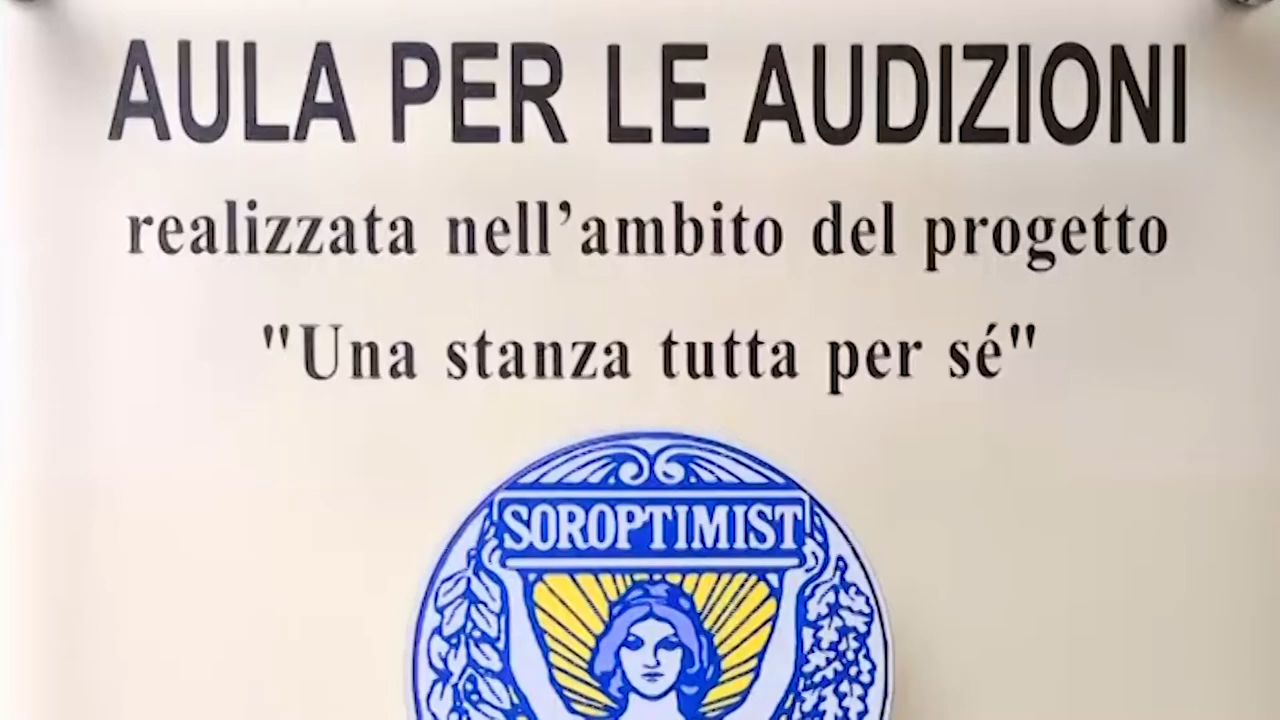 AULA PER LE AUDIZIONI
realizzata nell’ambito del progetto
"Una stanza tutta per sé"
SOROPTIMIST